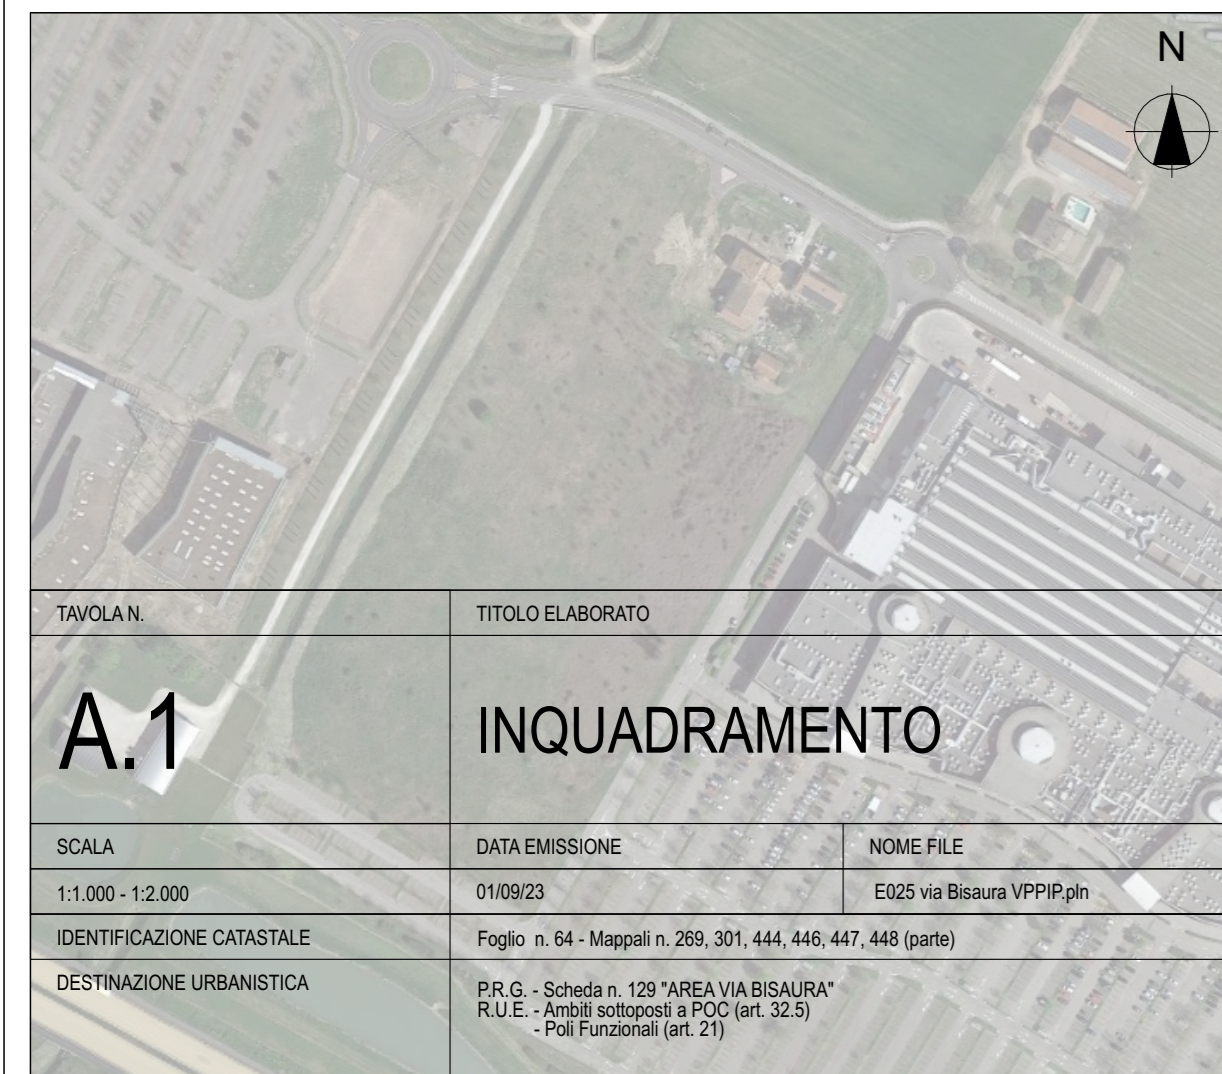 N
TAVOLA N.
TITOLO ELABORATO
A.1
INQUADRAMENTO
SCALA
DATA EMISSIONE
NOME FILE
1:1.000 - 1:2.000
01/09/23
E025 via Bisaura VPPIP.pln
IDENTIFICAZIONE CATASTALE
Foglio n. 64 - Mappali n. 269, 301, 444, 446, 447, 448 (parte)
DESTINAZIONE URBANISTICA
P.R.G. - Scheda n. 129 "AREA VIA BISAURA"
R.U.E. - Ambiti sottoposti a POC (art. 32.5)
- Poli Funzionali (art. 21)